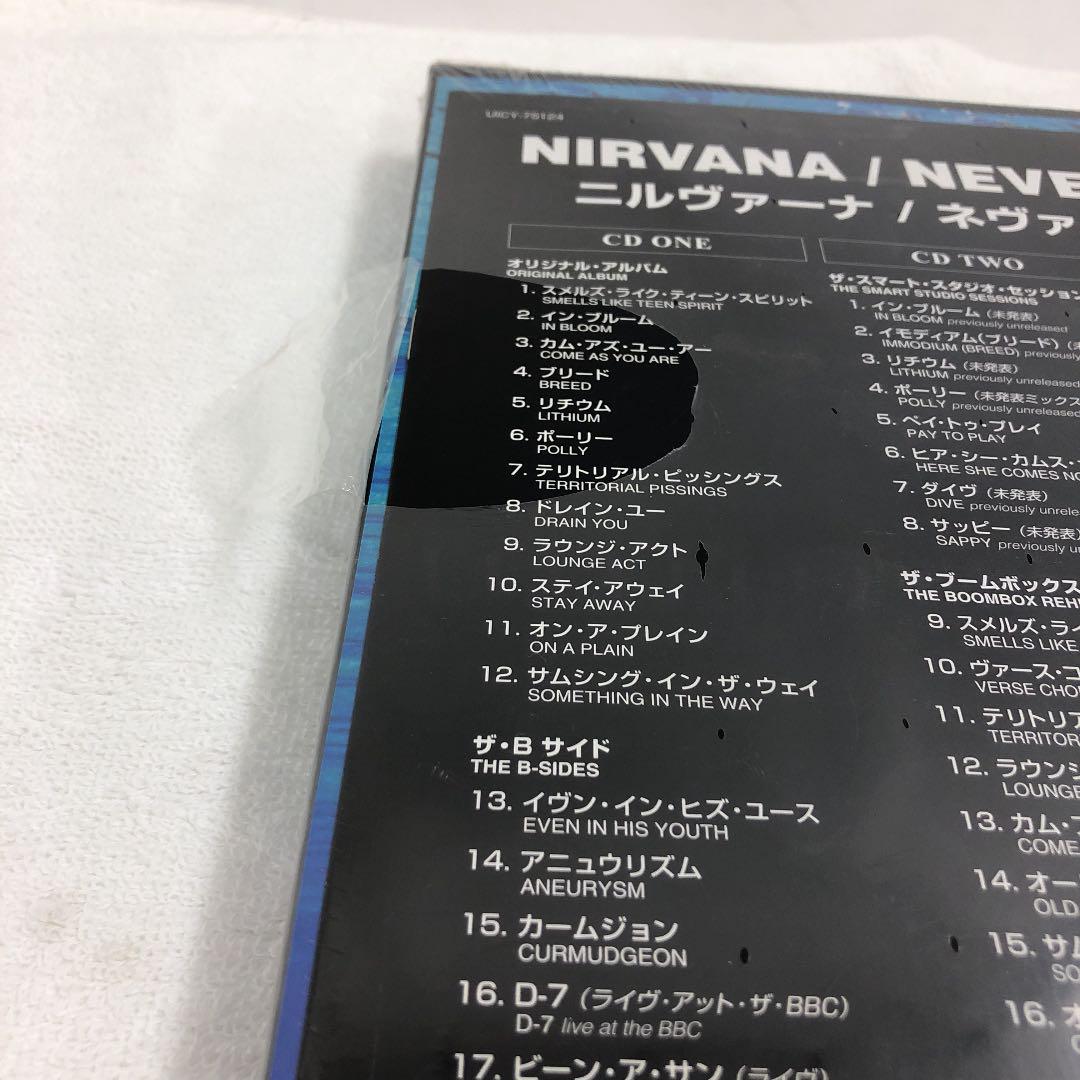 UICY-75124
NIRVANA / NEVE
ニルヴァーナ / ネヴァ
CD ONE
オリジナル・アルバム
ORIGINAL ALBUM
1. スメルズ・ライク・ティーン・スピリット
SMELLS LIKE TEEN SPIRIT
2. イン・ブルーム
IN BLOOM
3. カム・アズ・ユー・アー
COME AS YOU ARE
4. ブリード
BREED
5. リチウム
LITHIUM
6. ポーリー
POLLY
7. テリトリアル・ピッシングス
TERRITORIAL PISSINGS
8. ドレイン・ユー
DRAIN YOU
9. ラウンジ・アクト
LOUNGE ACT
10. ステイ・アウェイ
STAY AWAY
11. オン・ア・プレイン
ON A PLAIN
12. サムシング・イン・ザ・ウェイ
SOMETHING IN THE WAY
ザ・B サイド
THE B-SIDES
13. イヴン・イン・ヒズ・ユース
EVEN IN HIS YOUTH
14. アニュウリズム
ANEURYSM
15. カームジョン
CURMUDGEON
16. D-7（ライヴ・アット・ザ・BBC）
D-7 live at the BBC
17. ビーン・ア・サン（ライヴ）
CD TWO
ザ・スマート・スタジオ・セッション
THE SMART STUDIO SESSIONS
1. イン・ブルーム（未発表）
IN BLOOM previously unreleased
2. イモディアム(ブリード)（未
IMMODIUM (BREED) previously
3. リチウム（未発表）
LITHIUM previously unreleased
4. ポーリー（未発表ミックス
POLLY previously unreleased
5. ペイ・トゥ・プレイ
PAY TO PLAY
6. ヒア・シー・カムス・
HERE SHE COMES NO
7. ダイヴ（未発表）
DIVE previously unrele
8. サッピー（未発表）
SAPPY previously u
ザ・ブームボックス
THE BOOMBOX REH
9. スメルズ・ライ
SMELLS LIKE
10. ヴァース・コ
VERSE CHO
11. テリトリア
TERRITOR
12. ラウンジ
LOUNGE
13. カム・ア
COME
14. オー
OLD
15. サム
SO
16. オ